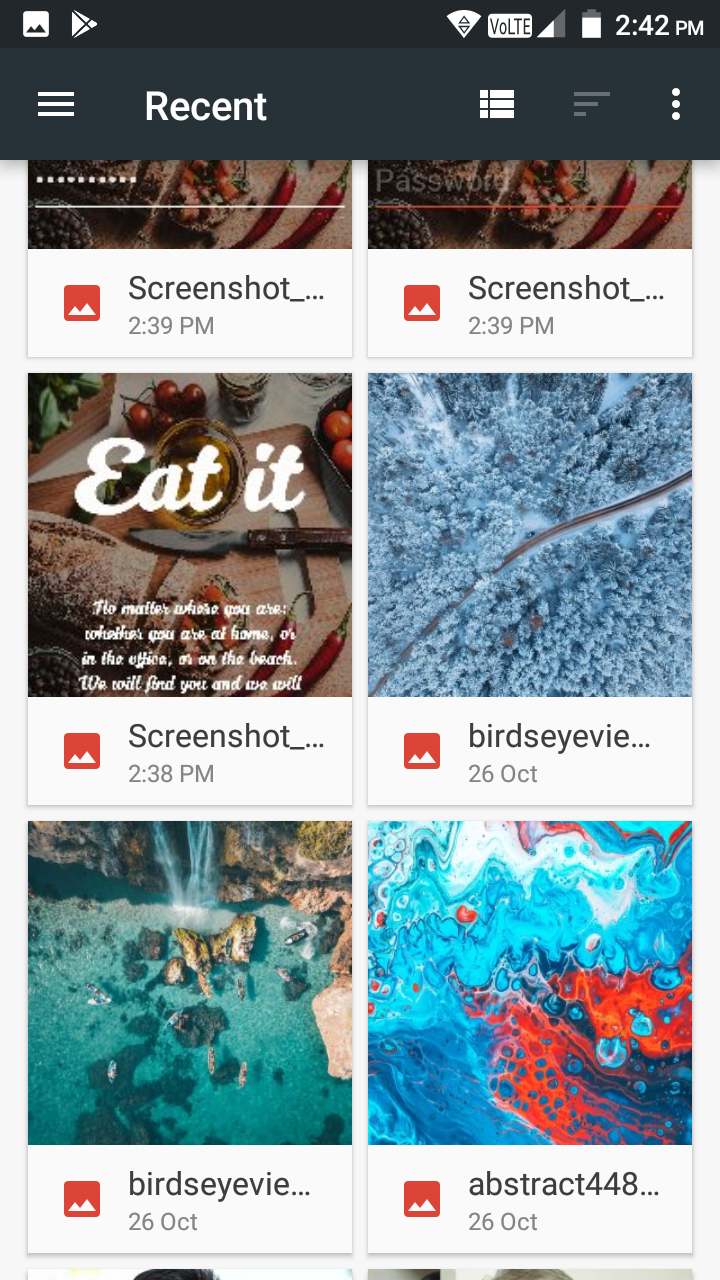 VoLTE 2:42 PM
Recent
Password
Screenshot_...
2:39 PM
Screenshot_...
2:39 PM
Eat it
No matter where you are:
whether you are at home, or
in the office, or on the beach.
We will find you and we will
Screenshot_...
2:38 PM
birdseyevie...
26 Oct
birdseyevie...
26 Oct
abstract448...
26 Oct